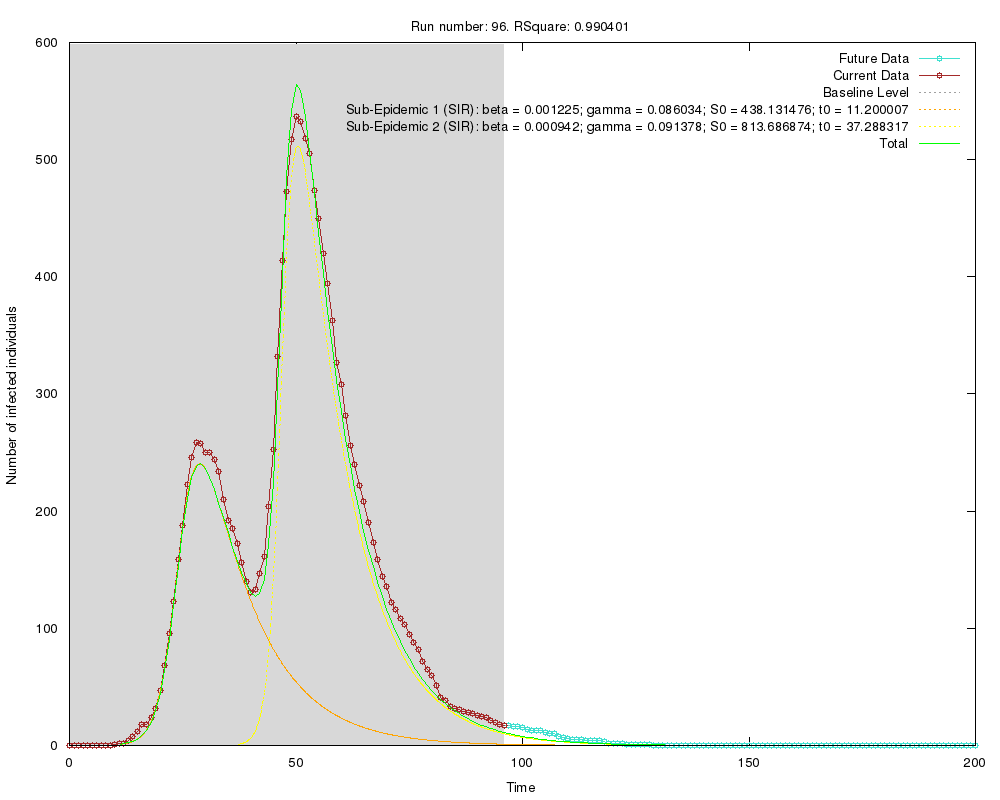 Run number: 96. RSquare: 0.990401
600
Future Data
Current Data
Baseline Level
Sub-Epidemic 1 (SIR): beta = 0.001225; gamma = 0.086034; S0 = 438.131476; t0 = 11.200007
Sub-Epidemic 2 (SIR): beta = 0.000942; gamma = 0.091378; S0 = 813.686874; t0 = 37.288317
Total
500
400
300
200
100
0
Number of infected individuals
0 50 100 150 200
Time